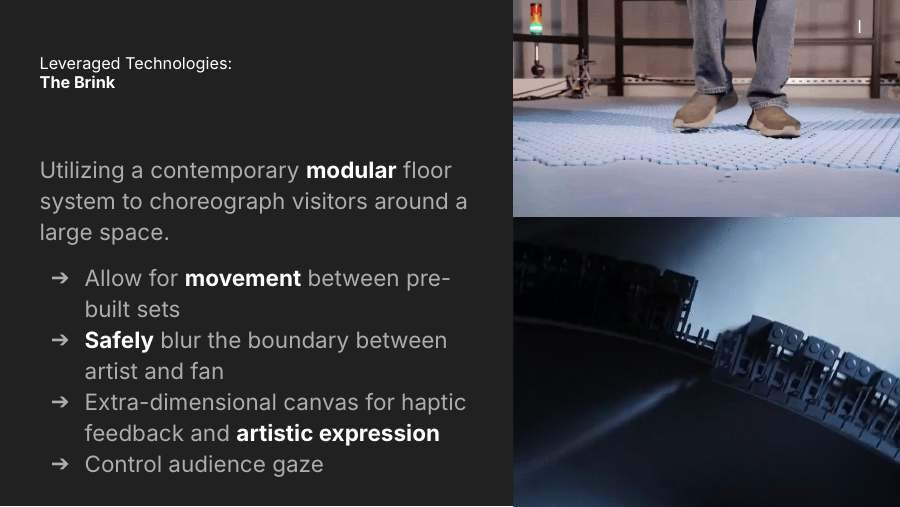 Leveraged Technologies:
The Brink
Utilizing a contemporary modular floor
system to choreograph visitors around a
large space.
➔ Allow for movement between pre-
built sets
➔ Safely blur the boundary between
artist and fan
➔ Extra-dimensional canvas for haptic
feedback and artistic expression
➔ Control audience gaze